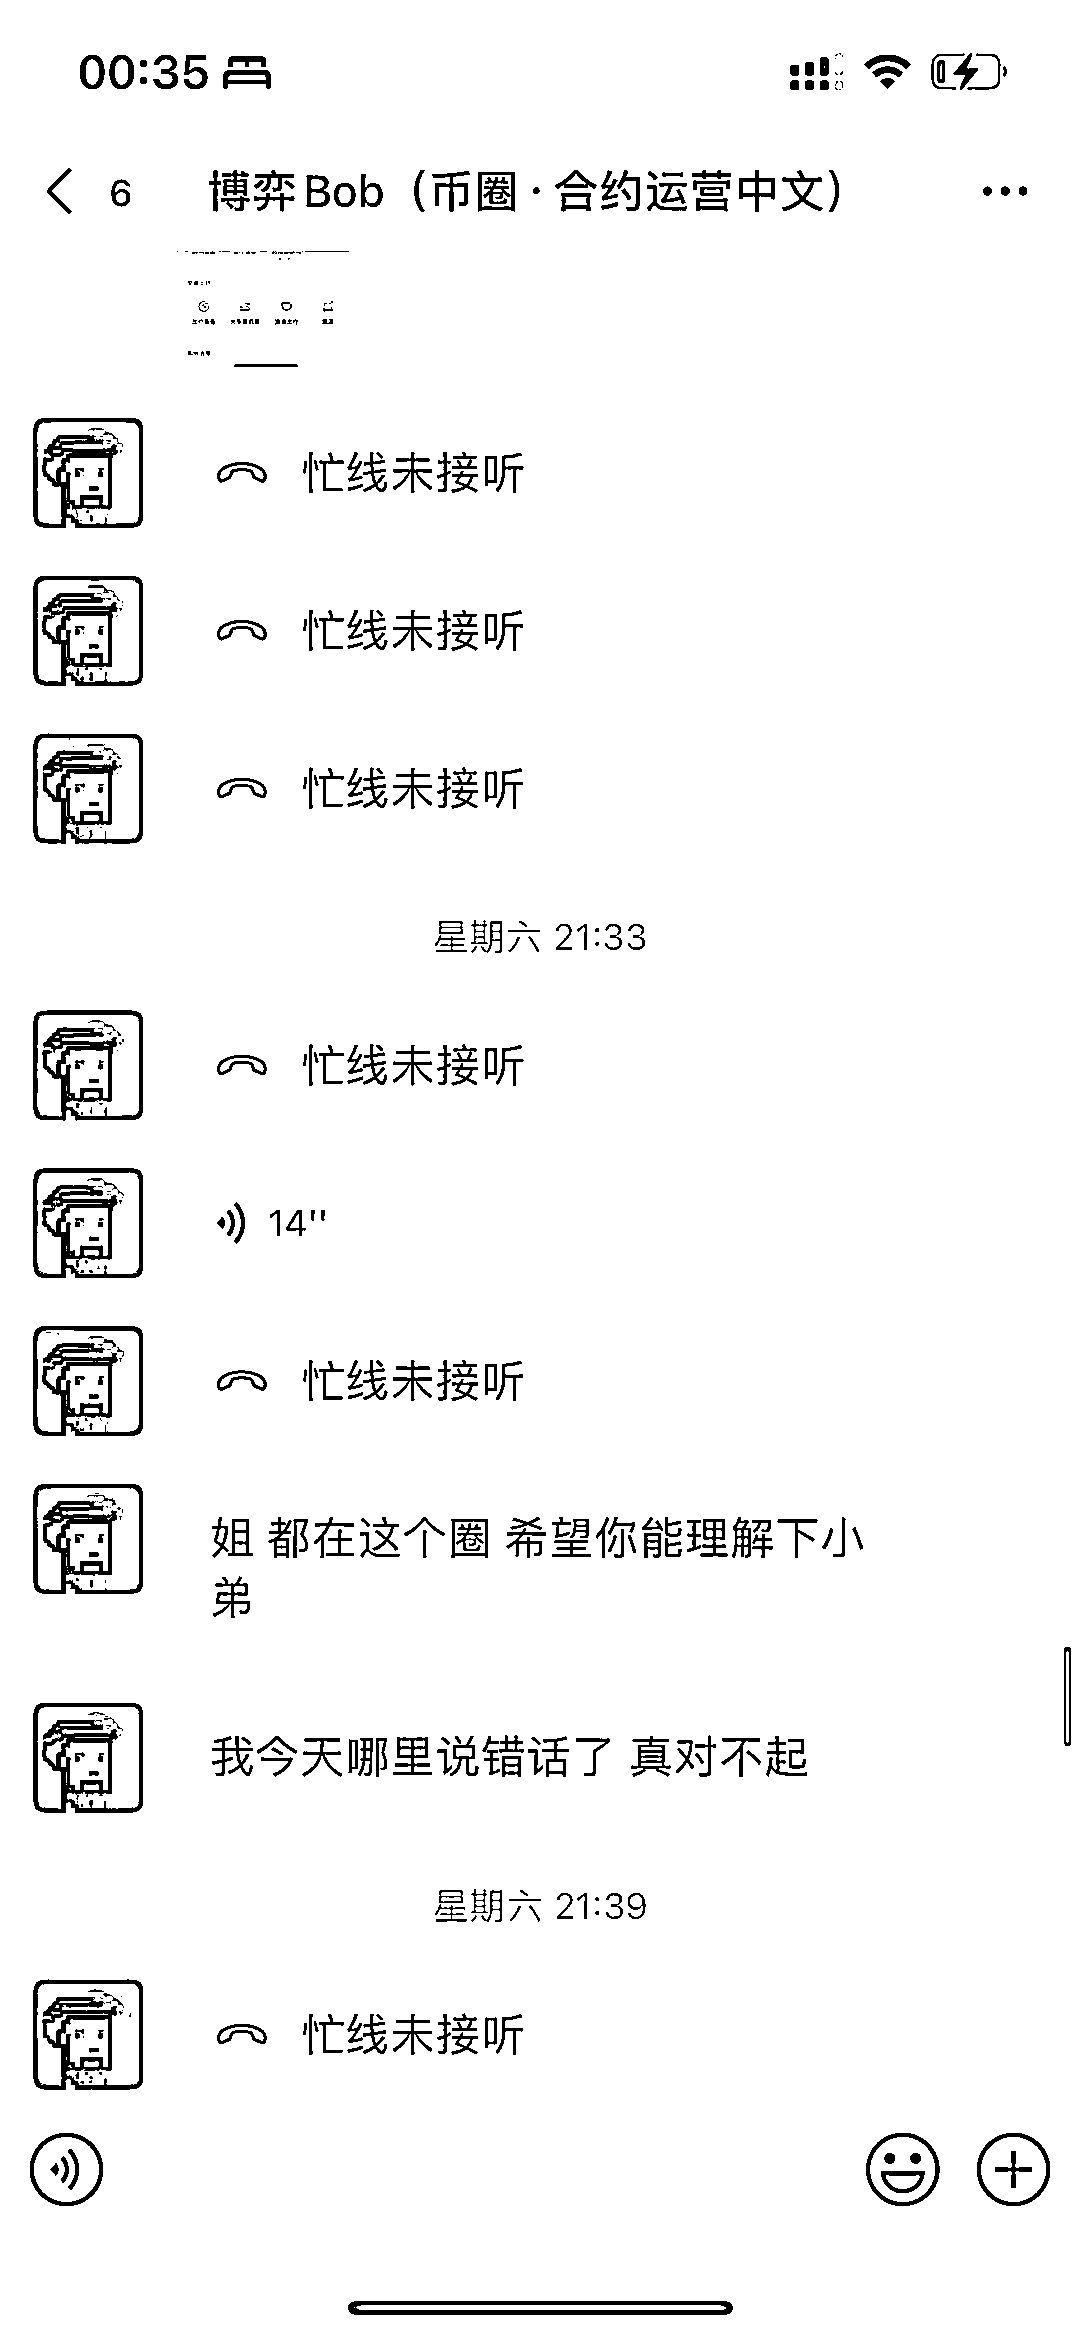 00:35
6 博弈Bob（币圈·合约运营中文）
忙线未接听
忙线未接听
忙线未接听
星期六 21:33
忙线未接听
14"
忙线未接听
姐 都在这个圈 希望你能理解下小
弟
我今天哪里说错话了 真对不起
星期六 21:39
忙线未接听